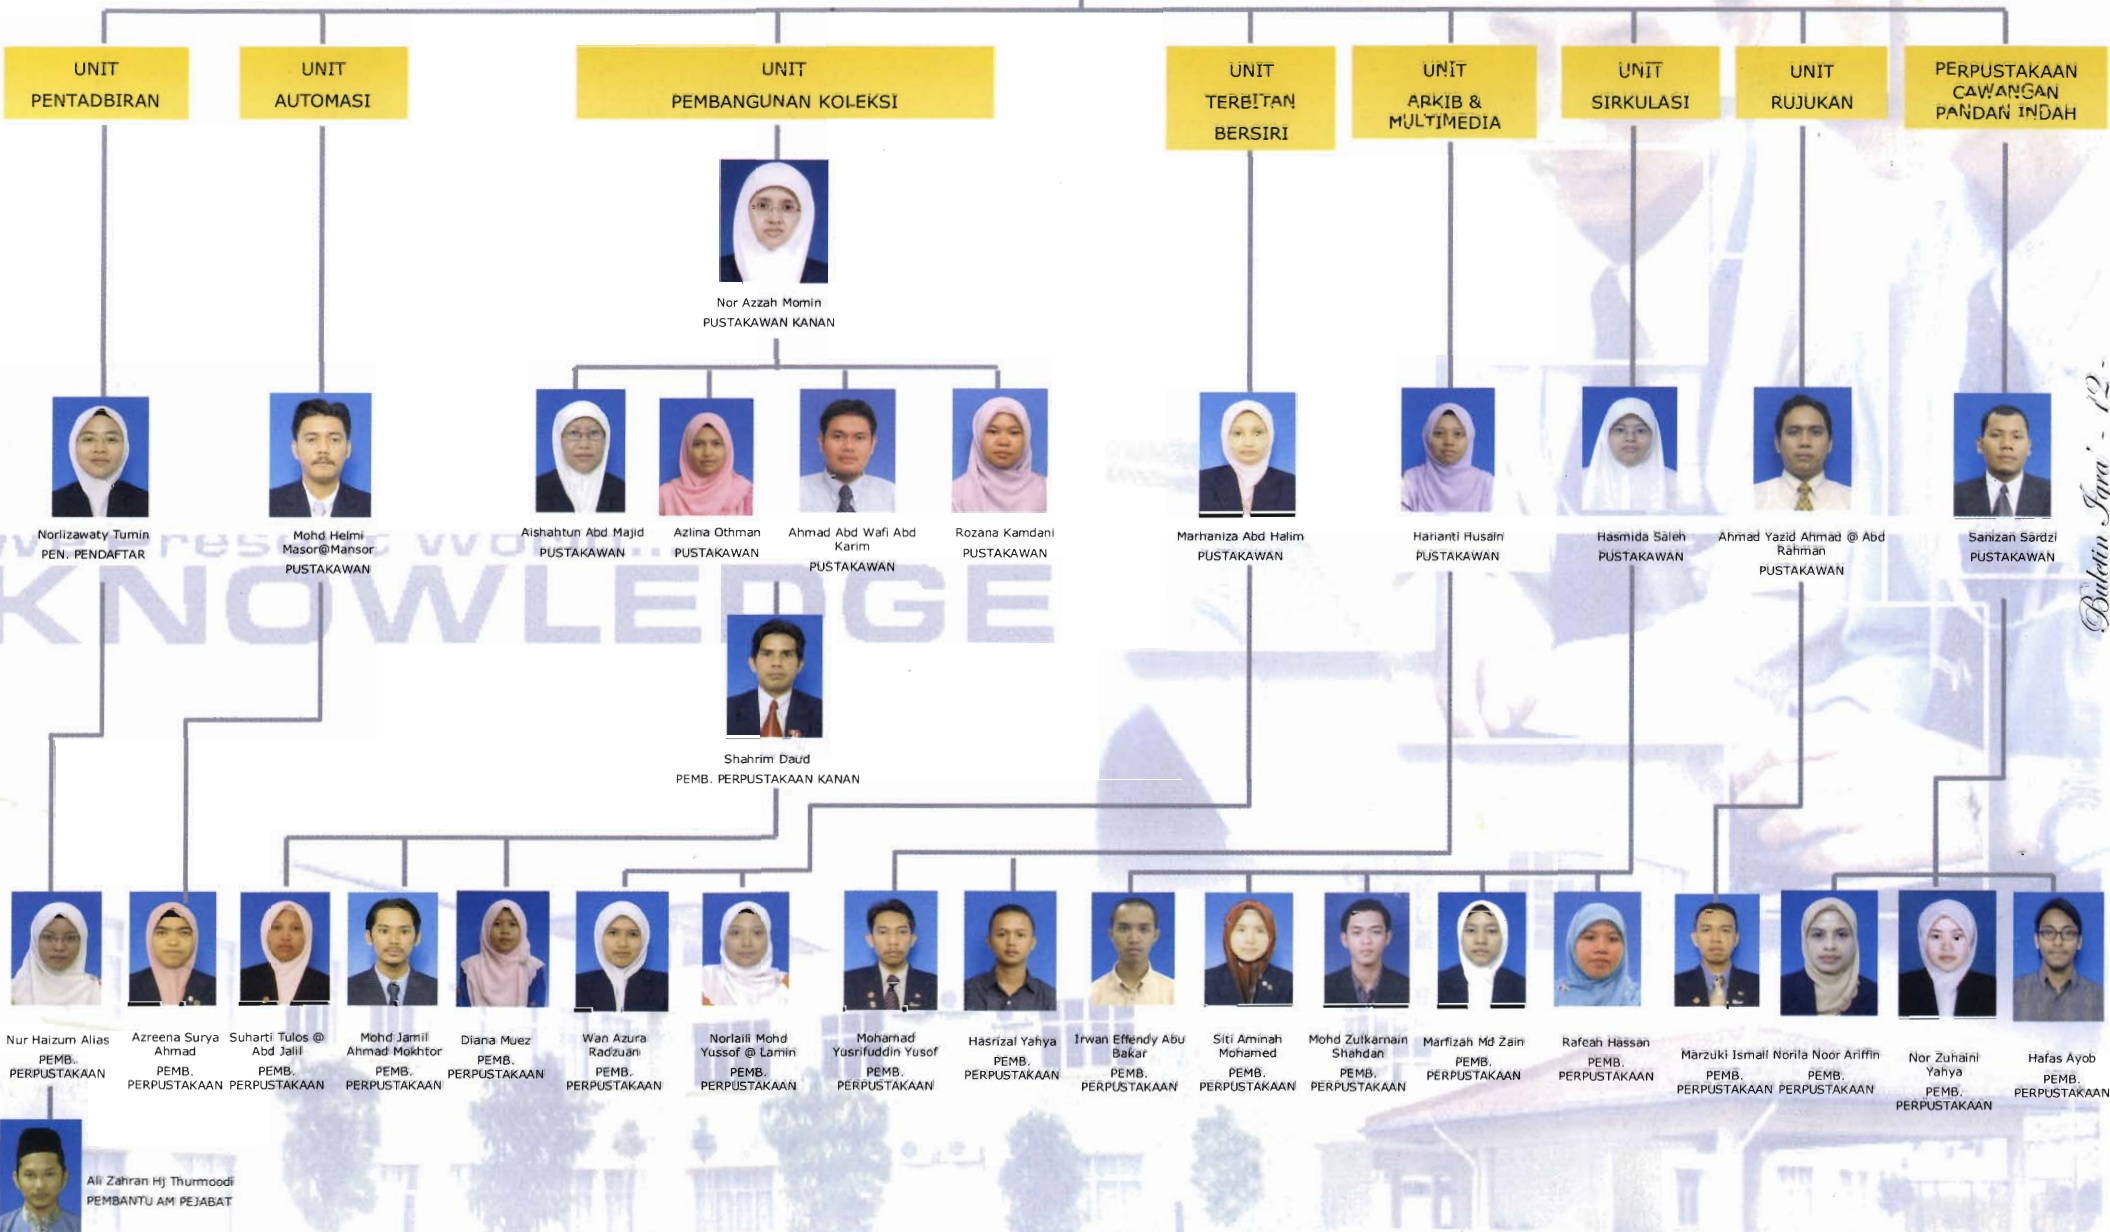 UNIT
PENTADBIRAN
UNIT
AUTOMASI
UNIT
PEMBANGUNAN KOLEKSI
UNIT
TERBITAN
BERSIRI
UNIT
ARKIB &
MULTIMEDIA
UNIT
SIRKULASI
UNIT
RUJUKAN
PERPUSTAKAAN
CAWANGAN
PANDAN INDAH
Nor Azzah Momin
PUSTAKAWAN KANAN
Norlizawaty Tumin
PEN. PENDAFTAR
Mohd Helmi
Masor@Mansor
PUSTAKAWAN
Aishahtun Abd Majid
PUSTAKAWAN
Azlina Othman
PUSTAKAWAN
Ahmad Abd Wafi Abd
Karim
PUSTAKAWAN
Rozana Kamdani
PUSTAKAWAN
Marhaniza Abd Halim
PUSTAKAWAN
Harianti Husain
PUSTAKAWAN
Hasmida Saleh
PUSTAKAWAN
Ahmad Yazid Ahmad @ Abd
Rahman
PUSTAKAWAN
Sanizan Sardzi
PUSTAKAWAN
Buletin Iqra' - 12 -
KNOWLEDGE
Shahrim Daud
PEMB. PERPUSTAKAAN KANAN
Nur Haizum Alias
PEMB.
PERPUSTAKAAN
Azreena Surya
Ahmad
PEMB.
PERPUSTAKAAN
Suharti Tulos @
Abd Jalil
PEMB.
PERPUSTAKAAN
Mohd Jamil
Ahmad Mokhtor
PEMB.
PERPUSTAKAAN
Diana Muez
PEMB.
PERPUSTAKAAN
Wan Azura
Radzuan
PEMB.
PERPUSTAKAAN
Norlaili Mohd
Yussof @ Lamin
PEMB.
PERPUSTAKAAN
Mohamad
Yusrifuddin Yusof
PEMB.
PERPUSTAKAAN
Hasrizal Yahya
PEMB.
PERPUSTAKAAN
Irwan Effendy Abu
Bakar
PEMB.
PERPUSTAKAAN
Siti Aminah
Mohamed
PEMB.
PERPUSTAKAAN
Mohd Zulkarnain
Shahdan
PEMB.
PERPUSTAKAAN
Marfizah Md Zain
PEMB.
PERPUSTAKAAN
Rafeah Hassan
PEMB.
PERPUSTAKAAN
Marzuki Ismail
PEMB.
PERPUSTAKAAN
Norila Noor Ariffin
PEMB.
PERPUSTAKAAN
Nor Zuhaini
Yahya
PEMB.
PERPUSTAKAAN
Hafas Ayob
PEMB.
PERPUSTAKAAN
Ali Zahran Hj Thurmoodi
PEMBANTU AM PEJABAT